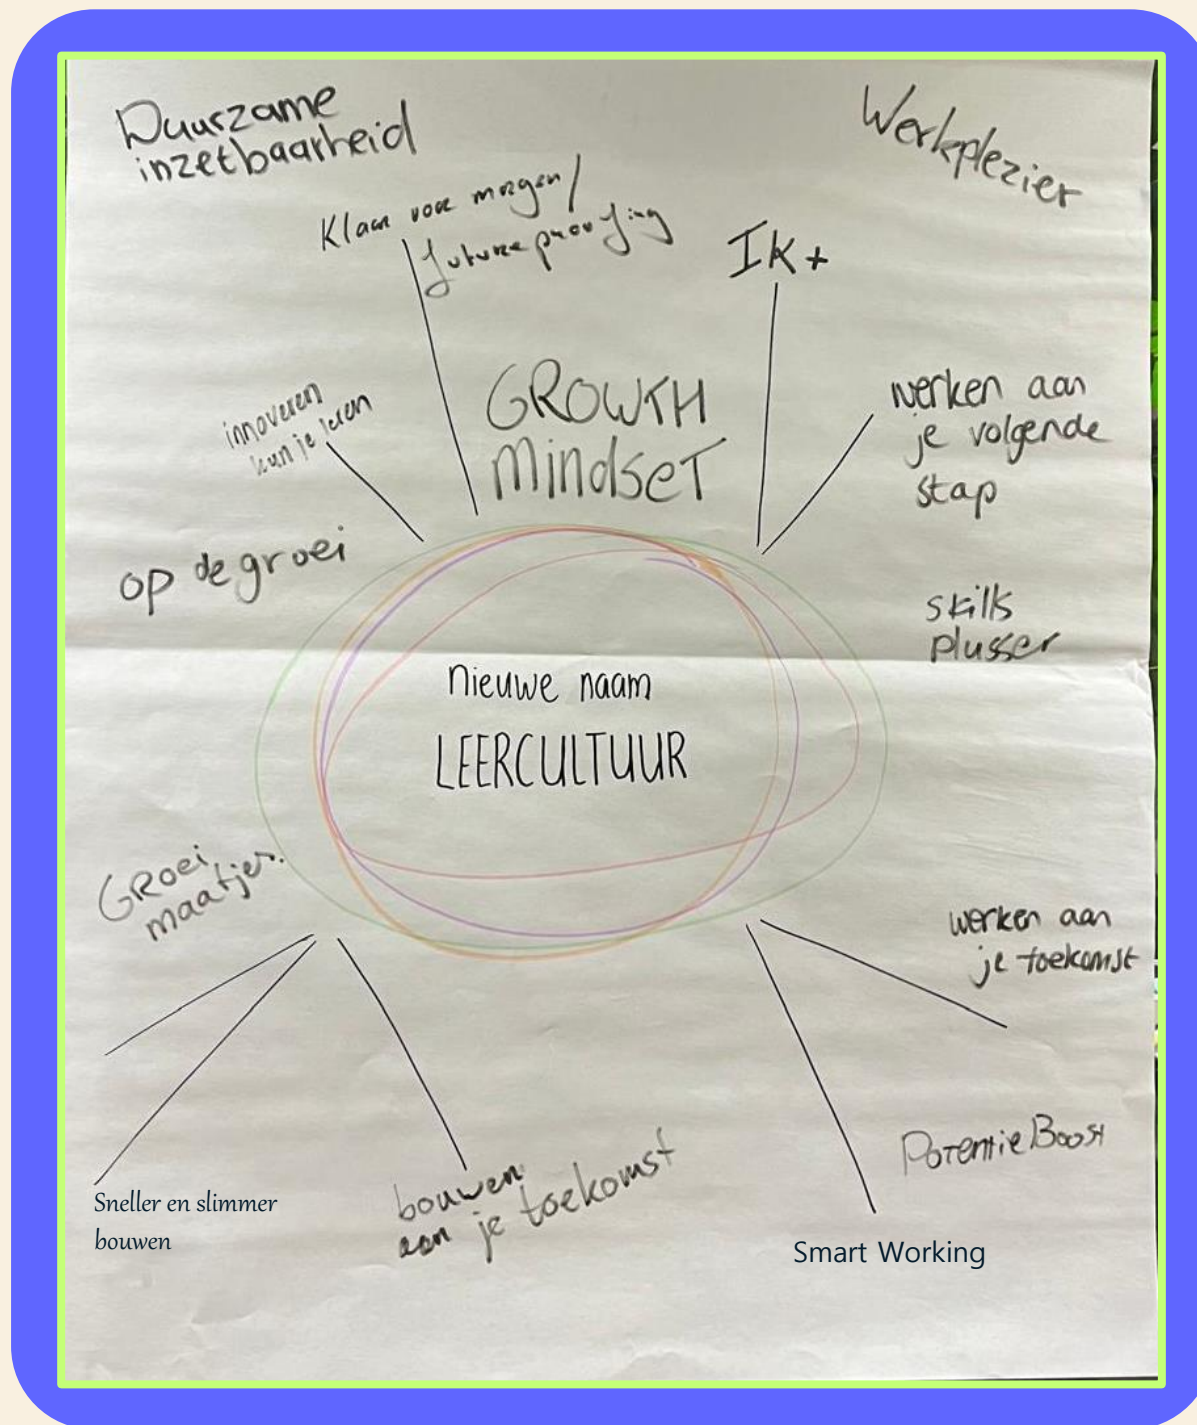 Duurzame
inzetbaarheid
Werkplezier
Klaar voor morgen/
futureproofing
IK+
GROWTH
mindset
innoveren
kun je leren
werken aan
je volgende
stap
op de groei
skills
plusser
nieuwe naam
LEERCULTUUR
GROei
maatjes.
werken aan
je toekomst
PotentieBoost
bouwen
aan je toekomst
Sneller en slimmer
bouwen
Smart Working